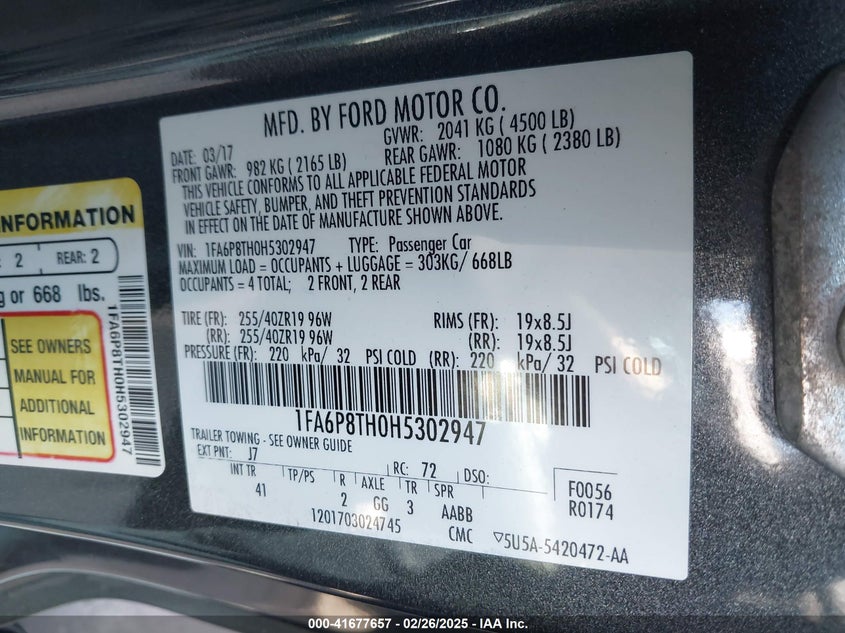 MFD. BY FORD MOTOR CO.
DATE: 03/17 GVWR: 2041 KG ( 4500 LB)
FRONT GAWR: 982 KG ( 2165 LB) REAR GAWR: 1080 KG ( 2380 LB)
THIS VEHICLE CONFORMS TO ALL APPLICABLE FEDERAL MOTOR
VEHICLE SAFETY, BUMPER, AND THEFT PREVENTION STANDARDS
IN EFFECT ON THE DATE OF MANUFACTURE SHOWN ABOVE.
VIN: 1FA6P8TH0H5302947 TYPE: Passenger Car
MAXIMUM LOAD = OCCUPANTS + LUGGAGE = 303KG/ 668LB
OCCUPANTS = 4 TOTAL; 2 FRONT, 2 REAR
TIRE (FR): 255/40ZR19 96W RIMS (FR): 19x8.5J
(RR): 255/40ZR19 96W (RR): 19x8.5J
PRESSURE (FR): 220 kPa/ 32 PSI COLD (RR): 220 kPa/ 32 PSI COLD
1FA6P8TH0H5302947
TRAILER TOWING - SEE OWNER GUIDE
EXT PNT: J7 RC: 72 DSO:
INT TR TP/PS R AXLE TR SPR
41 2 GG 3 AABB
1201703024745 CMC
F0056
R0174
▽5U5A-5420472-AA
INFORMATION
2 REAR: 2
g or 668 lbs.
SEE OWNERS
MANUAL FOR
ADDITIONAL
INFORMATION
1FA6P8TH0H5302947
000-41677657 - 02/26/2025 - IAA Inc.